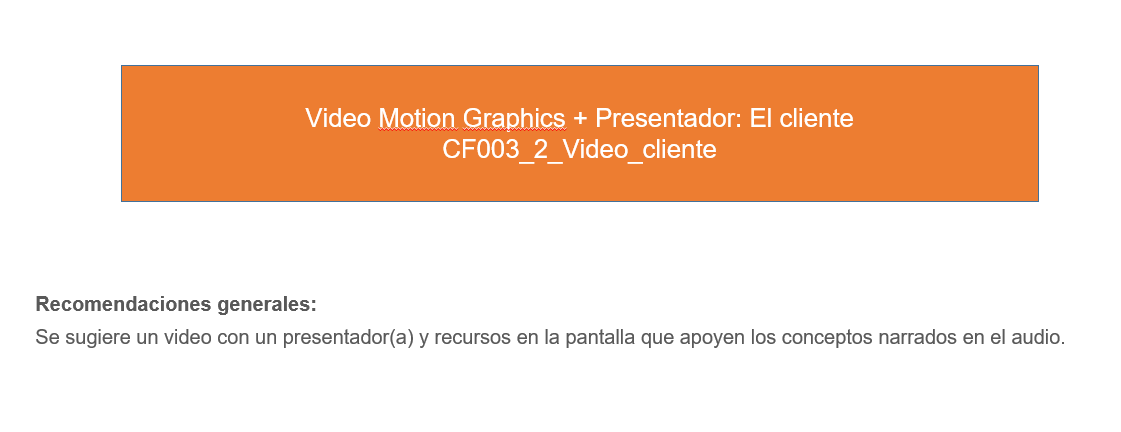 Video Motion Graphics + Presentador: El cliente
CF003_2_Video_cliente
Recomendaciones generales:
Se sugiere un video con un presentador(a) y recursos en la pantalla que apoyen los conceptos narrados en el audio.